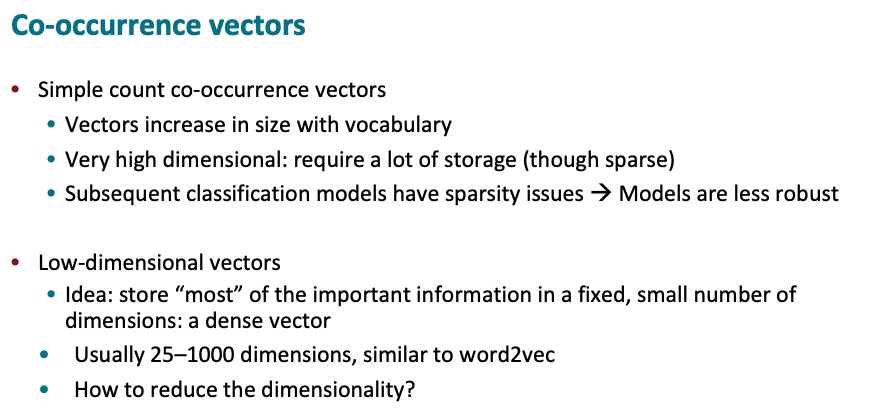 Co-occurrence vectors
• Simple count co-occurrence vectors
• Vectors increase in size with vocabulary
• Very high dimensional: require a lot of storage (though sparse)
• Subsequent classification models have sparsity issues → Models are less robust
• Low-dimensional vectors
• Idea: store “most” of the important information in a fixed, small number of
dimensions: a dense vector
• Usually 25–1000 dimensions, similar to word2vec
• How to reduce the dimensionality?